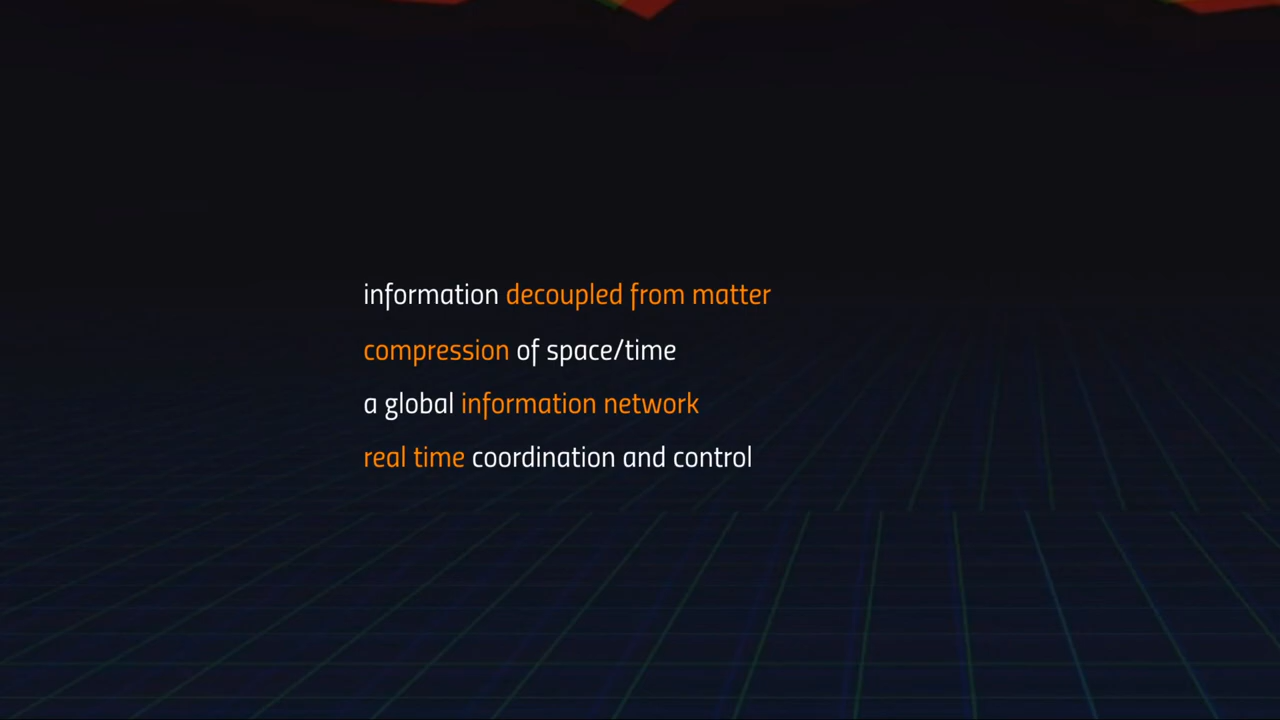 information decoupled from matter
compression of space/time
a global information network
real time coordination and control